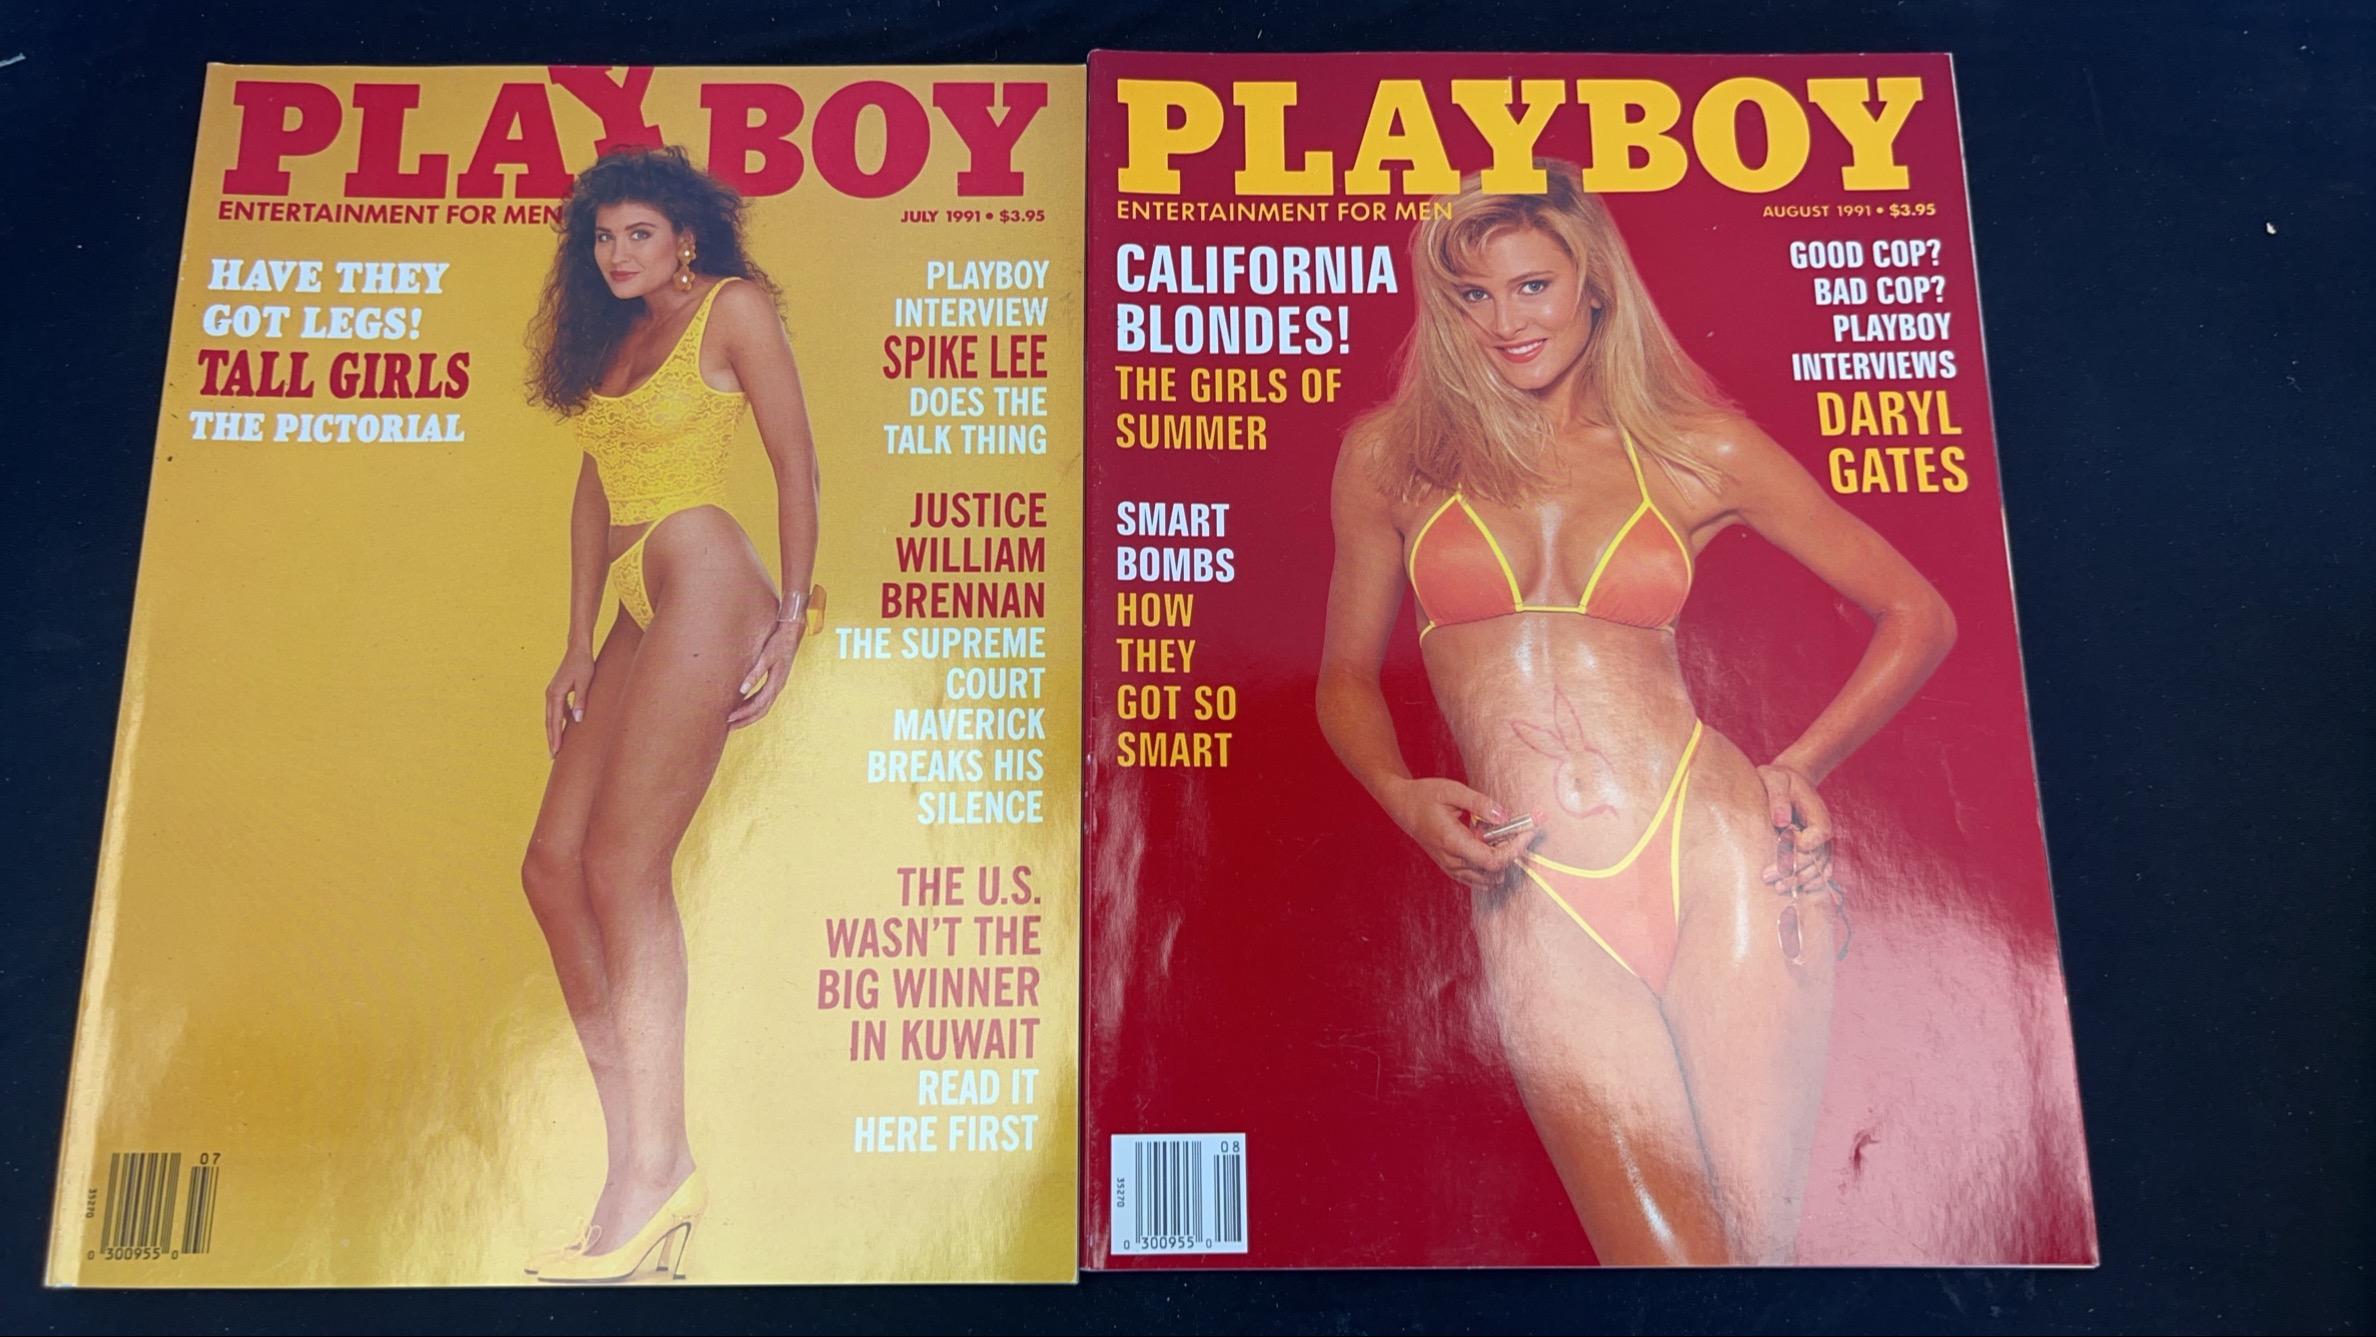 PLAYBOY
ENTERTAINMENT FOR MEN
JULY 1991 • $3.95
HAVE THEY
GOT LEGS!
TALL GIRLS
THE PICTORIAL
PLAYBOY
INTERVIEW
SPIKE LEE
DOES THE
TALK THING
JUSTICE
WILLIAM
BRENNAN
THE SUPREME
COURT
MAVERICK
BREAKS HIS
SILENCE
THE U.S.
WASN'T THE
BIG WINNER
IN KUWAIT
READ IT
HERE FIRST
07
35270
0 300955 0
PLAYBOY
ENTERTAINMENT FOR MEN
AUGUST 1991 • $3.95
CALIFORNIA
BLONDES!
THE GIRLS OF
SUMMER
SMART
BOMBS
HOW
THEY
GOT SO
SMART
GOOD COP?
BAD COP?
PLAYBOY
INTERVIEWS
DARYL
GATES
08
35270
0 300955 0